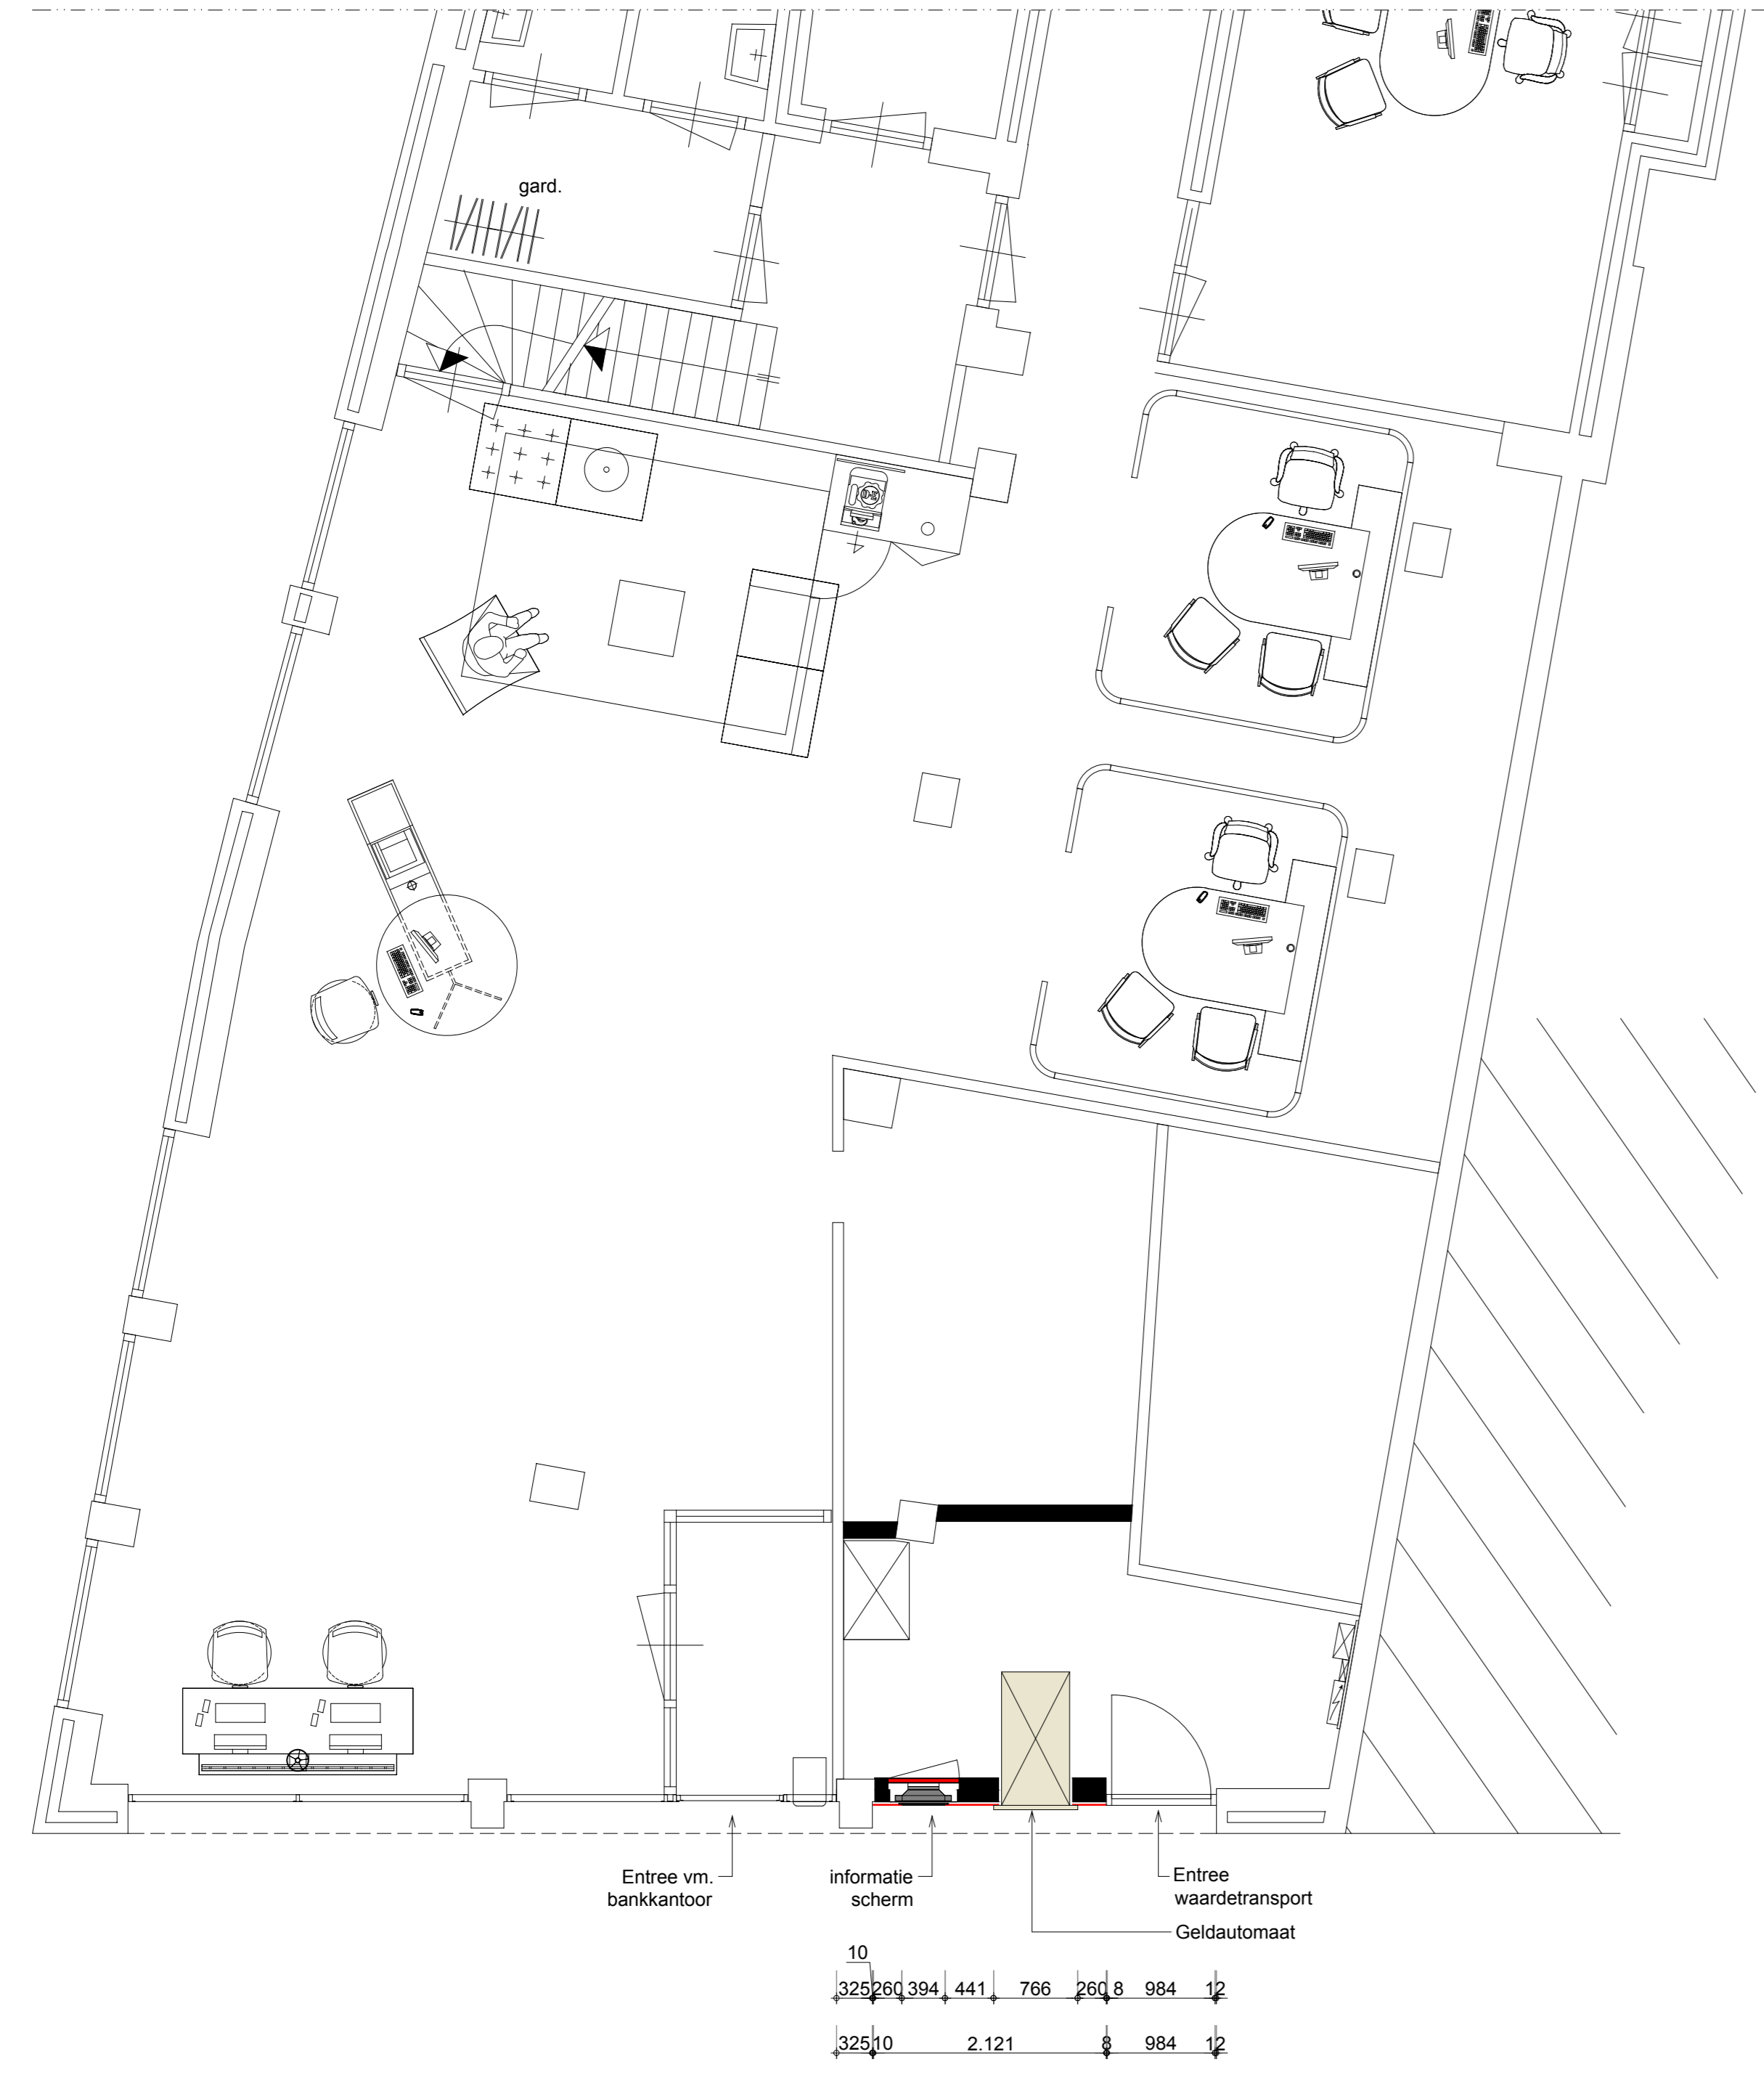 gard.
Entree vm.
bankkantoor
informatie
scherm
Entree
waardetransport
Geldautomaat
10
325 260 394 441 766 260 8 984 12
325 10 2.121 8 984 12